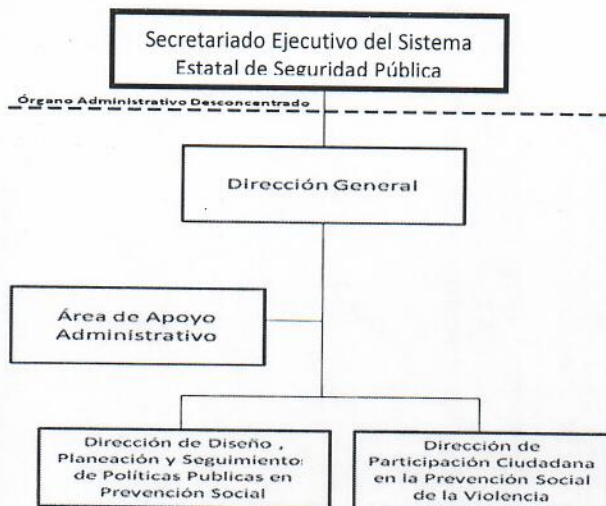 Secretariado Ejecutivo del Sistema
Estatal de Seguridad Pública
Órgano Administrativo Desconcentrado
Dirección General
Área de Apoyo
Administrativo
Dirección de Diseño ,
Planeación y Seguimiento:
de Políticas Publicas en
Prevención Social
Dirección de
Participación Ciudadana
en la Prevención Social
de la Violencia